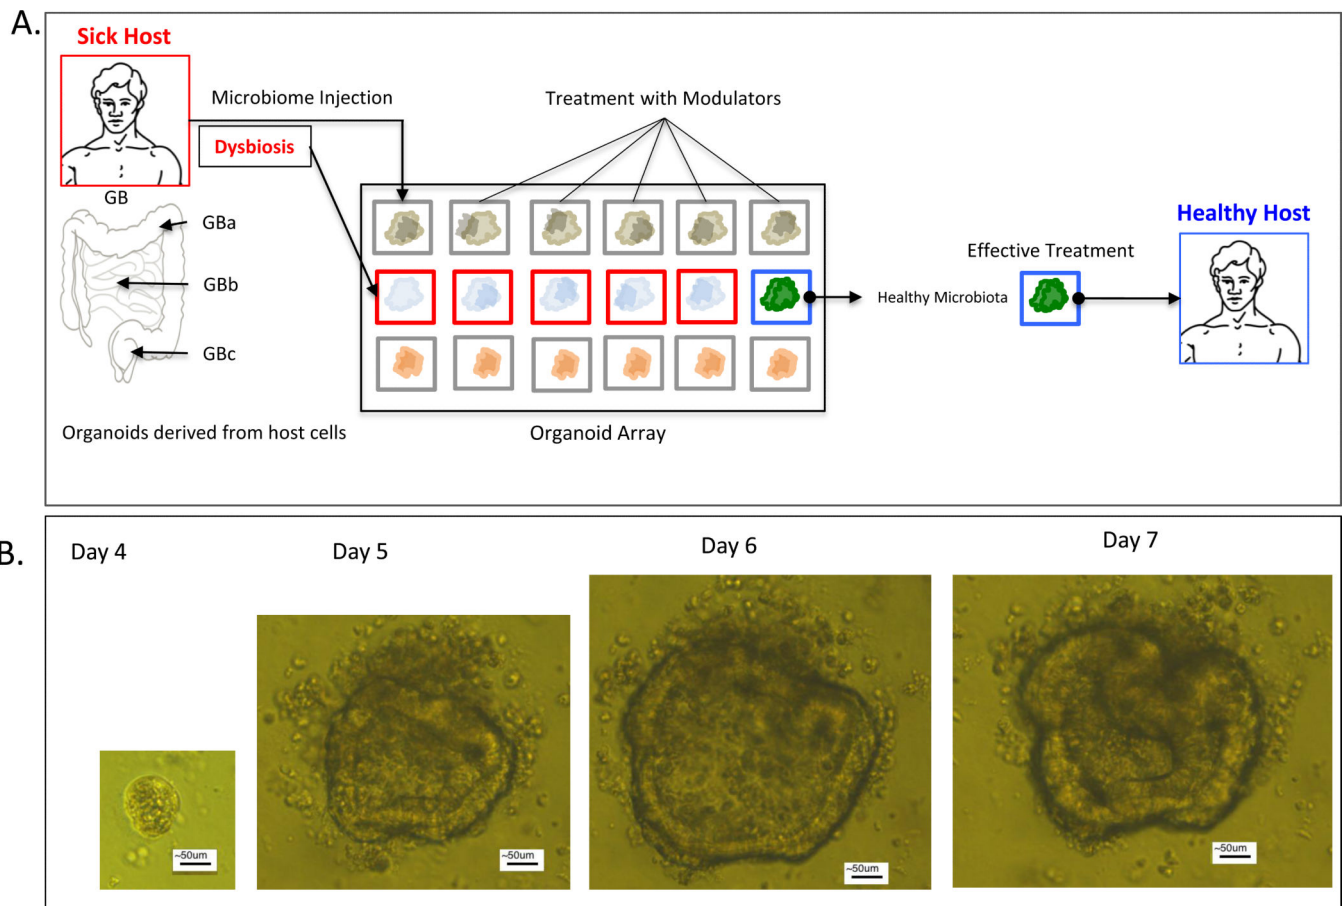 A.
Sick Host
Microbiome Injection
Treatment with Modulators
Dysbiosis
GB
GBa
GBb
GBc
Healthy Host
Effective Treatment
Healthy Microbiota
Organoids derived from host cells
Organoid Array
B.
Day 4
Day 5
Day 6
Day 7
~50um
~50um
~50um
~50um